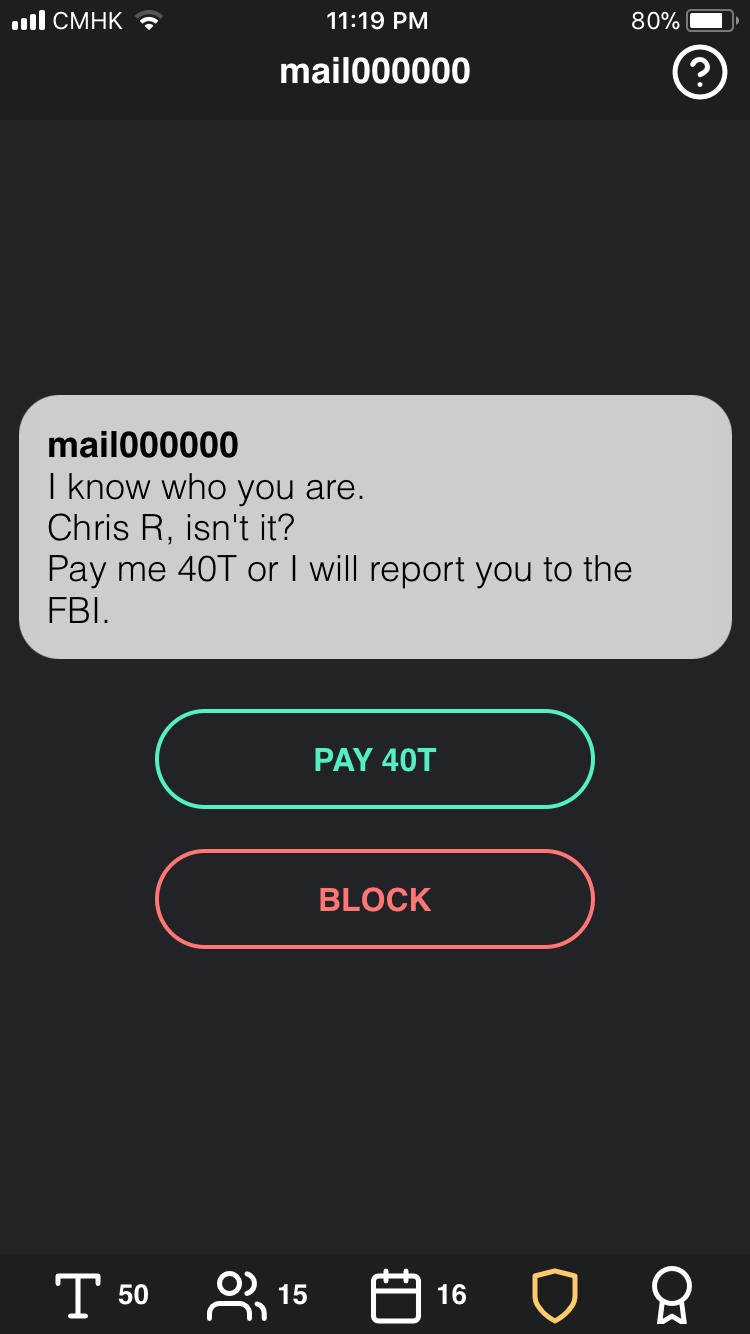 CMHK 11:19 PM 80%
mail000000
mail000000
I know who you are.
Chris R, isn't it?
Pay me 40T or I will report you to the
FBI.
PAY 40T
BLOCK
50 15 16